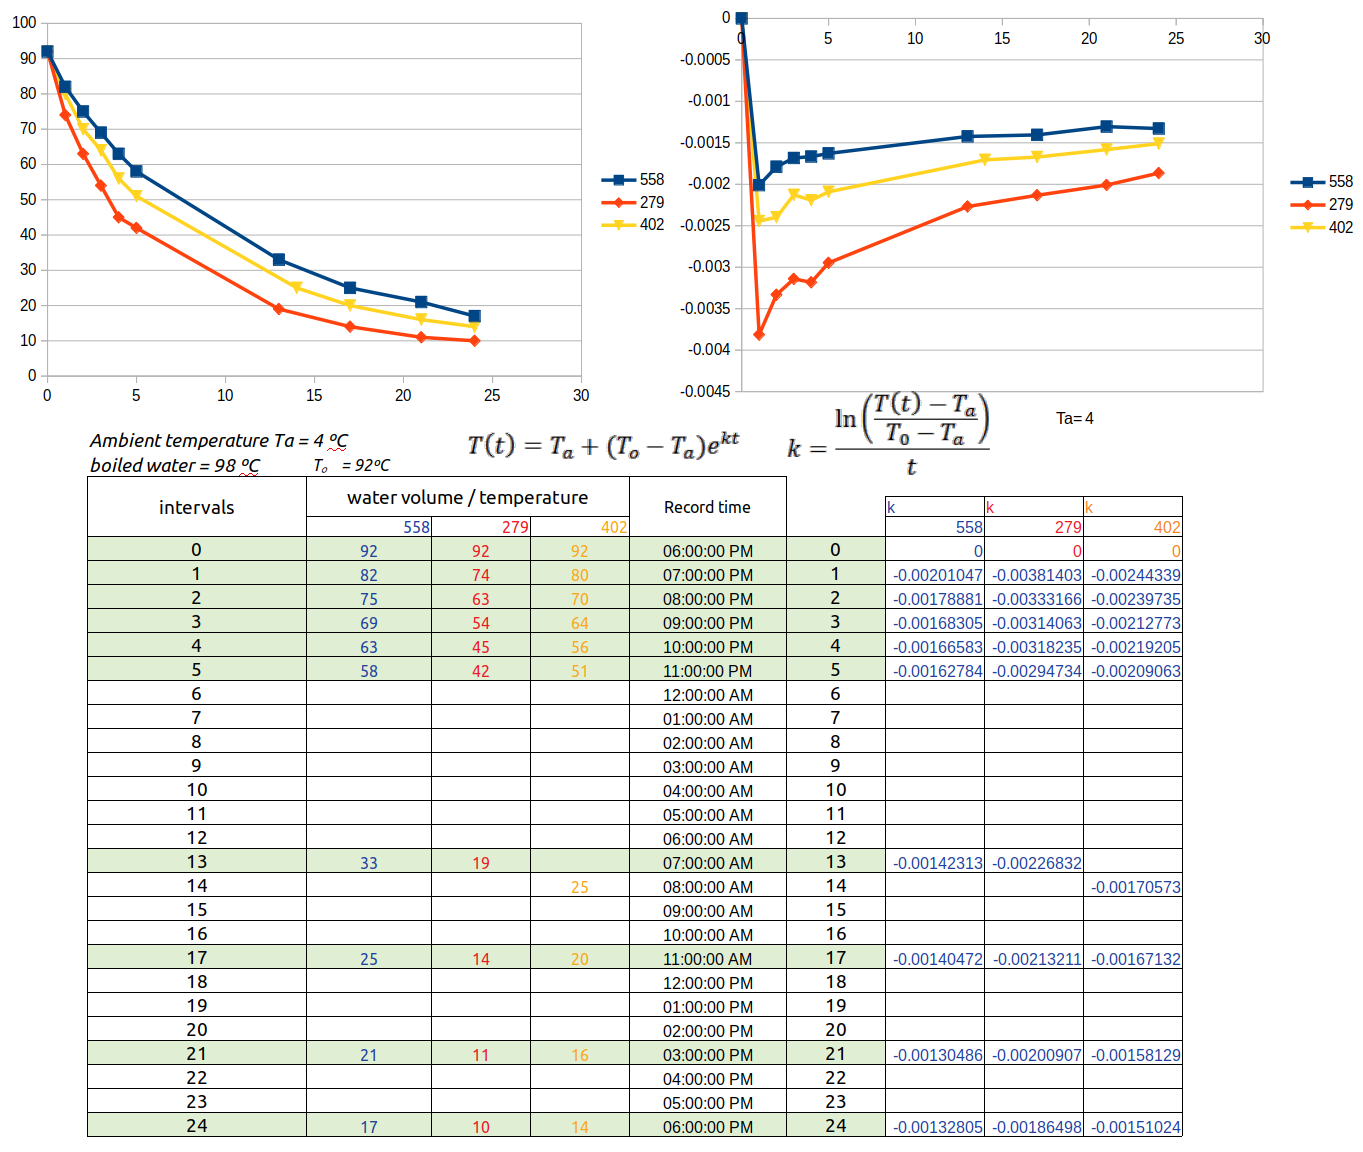 100
90
80
70
60
50
40
30
20
10
0
0 5 10 15 20 25 30
558
279
402
0
-0.0005
-0.001
-0.0015
-0.002
-0.0025
-0.003
-0.0035
-0.004
-0.0045
0 5 10 15 20 25 30
558
279
402
Ambient temperature Ta = 4 ºC
boiled water = 98 ºC T₀ = 92ºC
T(t) = Tₐ + (Tₒ − Tₐ)eᵏᵗ
k = ln((T(t) − Tₐ)/(T₀ − Tₐ))/t
Ta= 4
intervals water volume / temperature Record time
k k k
558 279 402 558 279 402
0 92 92 92 06:00:00 PM 0 0 0 0
1 82 74 80 07:00:00 PM 1 -0.00201047 -0.00381403 -0.00244339
2 75 63 70 08:00:00 PM 2 -0.00178881 -0.00333166 -0.00239735
3 69 54 64 09:00:00 PM 3 -0.00168305 -0.00314063 -0.00212773
4 63 45 56 10:00:00 PM 4 -0.00166583 -0.00318235 -0.00219205
5 58 42 51 11:00:00 PM 5 -0.00162784 -0.00294734 -0.00209063
6 12:00:00 AM 6
7 01:00:00 AM 7
8 02:00:00 AM 8
9 03:00:00 AM 9
10 04:00:00 AM 10
11 05:00:00 AM 11
12 06:00:00 AM 12
13 33 19 07:00:00 AM 13 -0.00142313 -0.00226832
14 25 08:00:00 AM 14 -0.00170573
15 09:00:00 AM 15
16 10:00:00 AM 16
17 25 14 20 11:00:00 AM 17 -0.00140472 -0.00213211 -0.00167132
18 12:00:00 PM 18
19 01:00:00 PM 19
20 02:00:00 PM 20
21 21 11 16 03:00:00 PM 21 -0.00130486 -0.00200907 -0.00158129
22 04:00:00 PM 22
23 05:00:00 PM 23
24 17 10 14 06:00:00 PM 24 -0.00132805 -0.00186498 -0.00151024